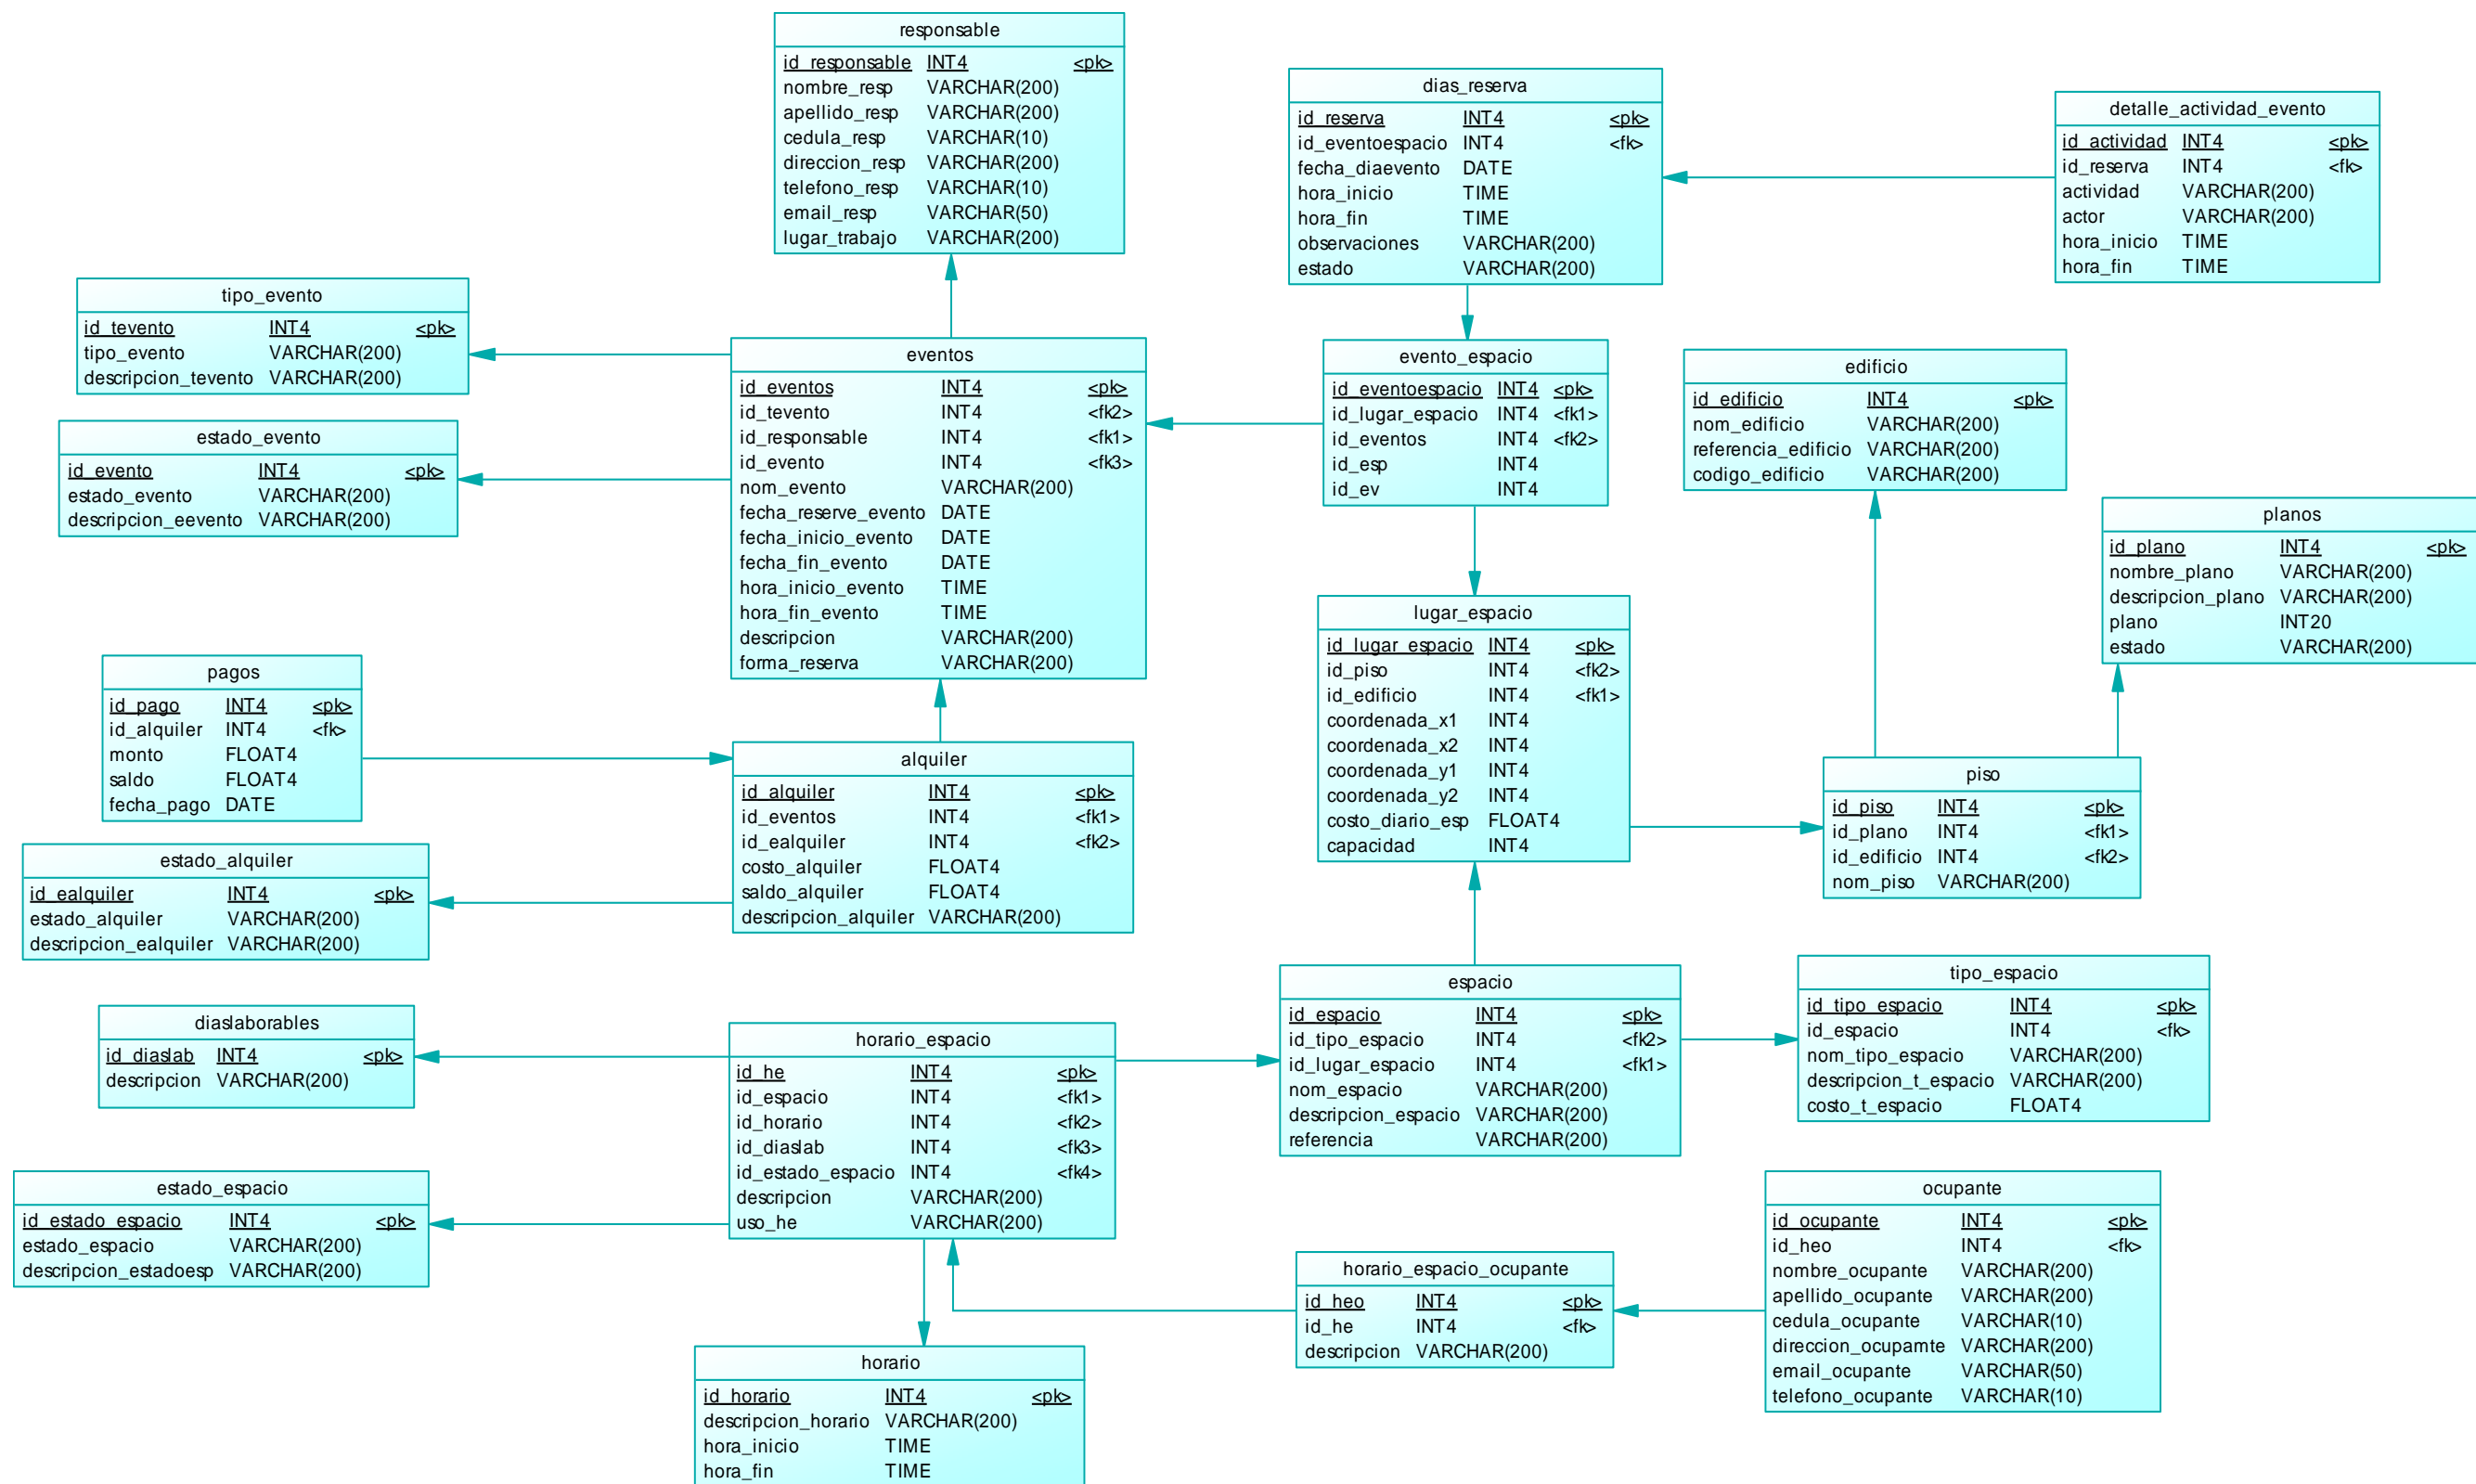 responsable
id_responsable INT4 <pk>
nombre_resp VARCHAR(200)
apellido_resp VARCHAR(200)
cedula_resp VARCHAR(10)
direccion_resp VARCHAR(200)
telefono_resp VARCHAR(10)
email_resp VARCHAR(50)
lugar_trabajo VARCHAR(200)
dias_reserva
id_reserva INT4 <pk>
id_eventoespacio INT4 <fk>
fecha_diaevento DATE
hora_inicio TIME
hora_fin TIME
observaciones VARCHAR(200)
estado VARCHAR(200)
detalle_actividad_evento
id_actividad INT4 <pk>
id_reserva INT4 <fk>
actividad VARCHAR(200)
actor VARCHAR(200)
hora_inicio TIME
hora_fin TIME
tipo_evento
id_tevento INT4 <pk>
tipo_evento VARCHAR(200)
descripcion_tevento VARCHAR(200)
estado_evento
id_evento INT4 <pk>
estado_evento VARCHAR(200)
descripcion_eevento VARCHAR(200)
eventos
id_eventos INT4 <pk>
id_tevento INT4 <fk2>
id_responsable INT4 <fk1>
id_evento INT4 <fk3>
nom_evento VARCHAR(200)
fecha_reserve_evento DATE
fecha_inicio_evento DATE
fecha_fin_evento DATE
hora_inicio_evento TIME
hora_fin_evento TIME
descripcion VARCHAR(200)
forma_reserva VARCHAR(200)
evento_espacio
id_eventoespacio INT4 <pk>
id_lugar_espacio INT4 <fk1>
id_eventos INT4 <fk2>
id_esp INT4
id_ev INT4
edificio
id_edificio INT4 <pk>
nom_edificio VARCHAR(200)
referencia_edificio VARCHAR(200)
codigo_edificio VARCHAR(200)
planos
id_plano INT4 <pk>
nombre_plano VARCHAR(200)
descripcion_plano VARCHAR(200)
plano INT20
estado VARCHAR(200)
lugar_espacio
id_lugar_espacio INT4 <pk>
id_piso INT4 <fk2>
id_edificio INT4 <fk1>
coordenada_x1 INT4
coordenada_x2 INT4
coordenada_y1 INT4
coordenada_y2 INT4
costo_diario_esp FLOAT4
capacidad INT4
pagos
id_pago INT4 <pk>
id_alquiler INT4 <fk>
monto FLOAT4
saldo FLOAT4
fecha_pago DATE
alquiler
id_alquiler INT4 <pk>
id_eventos INT4 <fk1>
id_ealquiler INT4 <fk2>
costo_alquiler FLOAT4
saldo_alquiler FLOAT4
descripcion_alquiler VARCHAR(200)
piso
id_piso INT4 <pk>
id_plano INT4 <fk1>
id_edificio INT4 <fk2>
nom_piso VARCHAR(200)
estado_alquiler
id_ealquiler INT4 <pk>
estado_alquiler VARCHAR(200)
descripcion_ealquiler VARCHAR(200)
espacio
id_espacio INT4 <pk>
id_tipo_espacio INT4 <fk2>
id_lugar_espacio INT4 <fk1>
nom_espacio VARCHAR(200)
descripcion_espacio VARCHAR(200)
referencia VARCHAR(200)
tipo_espacio
id_tipo_espacio INT4 <pk>
id_espacio INT4 <fk>
nom_tipo_espacio VARCHAR(200)
descripcion_t_espacio VARCHAR(200)
costo_t_espacio FLOAT4
diaslaborables
id_diaslab INT4 <pk>
descripcion VARCHAR(200)
horario_espacio
id_he INT4 <pk>
id_espacio INT4 <fk1>
id_horario INT4 <fk2>
id_diaslab INT4 <fk3>
id_estado_espacio INT4 <fk4>
descripcion VARCHAR(200)
uso_he VARCHAR(200)
estado_espacio
id_estado_espacio INT4 <pk>
estado_espacio VARCHAR(200)
descripcion_estadoesp VARCHAR(200)
ocupante
id_ocupante INT4 <pk>
id_heo INT4 <fk>
nombre_ocupante VARCHAR(200)
apellido_ocupante VARCHAR(200)
cedula_ocupante VARCHAR(10)
direccion_ocupamte VARCHAR(200)
email_ocupante VARCHAR(50)
telefono_ocupante VARCHAR(10)
horario_espacio_ocupante
id_heo INT4 <pk>
id_he INT4 <fk>
descripcion VARCHAR(200)
horario
id_horario INT4 <pk>
descripcion_horario VARCHAR(200)
hora_inicio TIME
hora_fin TIME